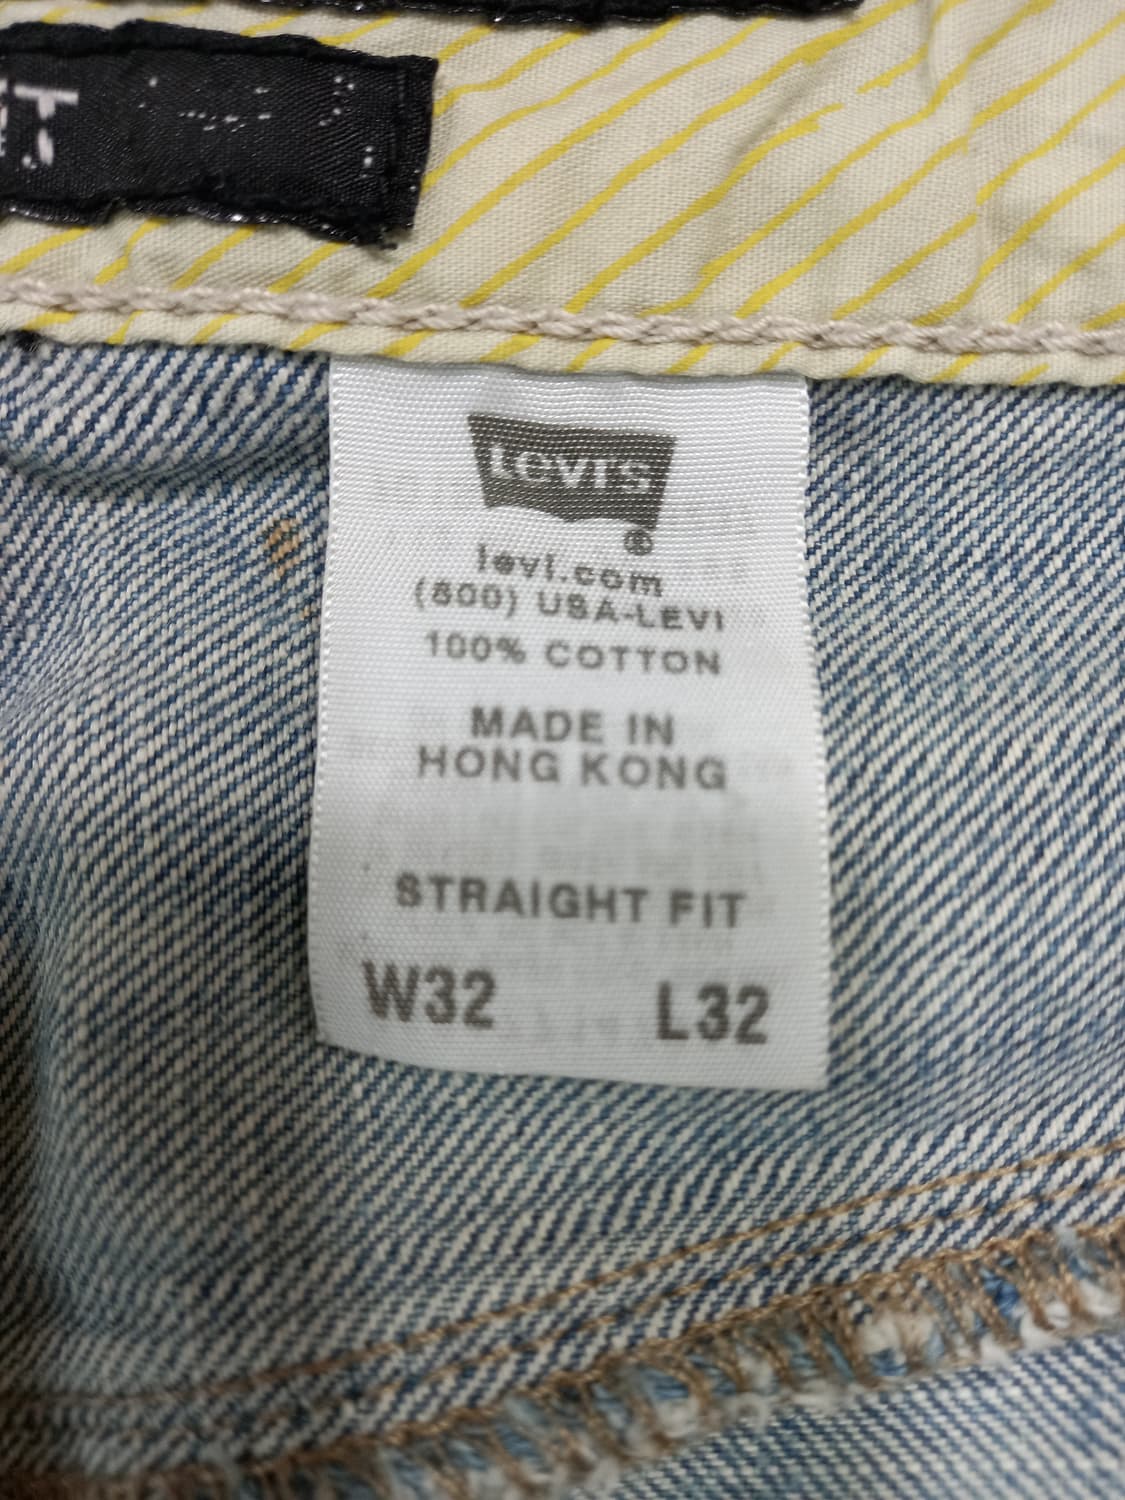 Levi's
®
levi.com
(800) USA-LEVI
100% COTTON
MADE IN
HONG KONG
STRAIGHT FIT
W32 L32